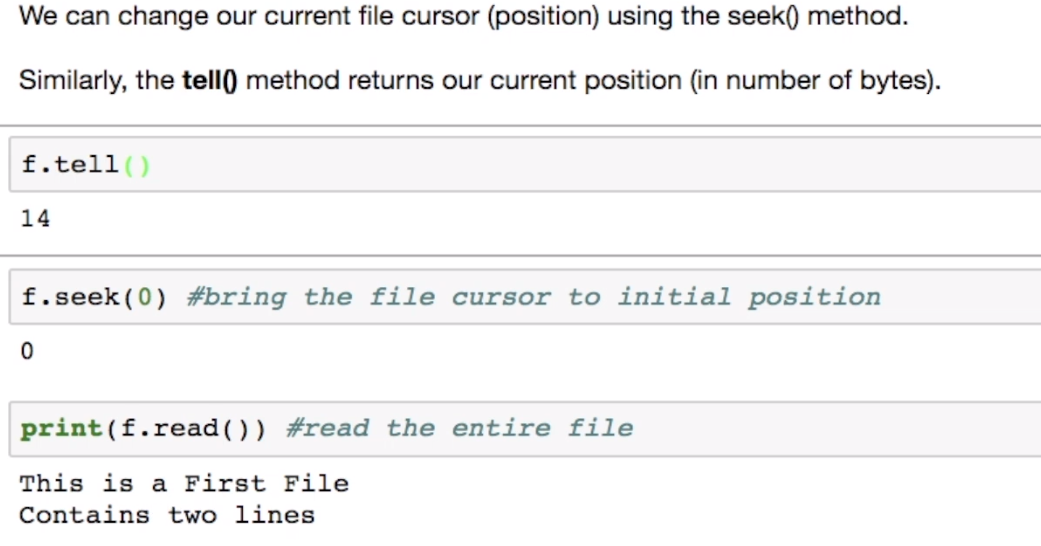 We can change our current file cursor (position) using the seek() method.
Similarly, the tell() method returns our current position (in number of bytes).
f.tell()
14
f.seek(0) #bring the file cursor to initial position
0
print(f.read()) #read the entire file
This is a First File
Contains two lines